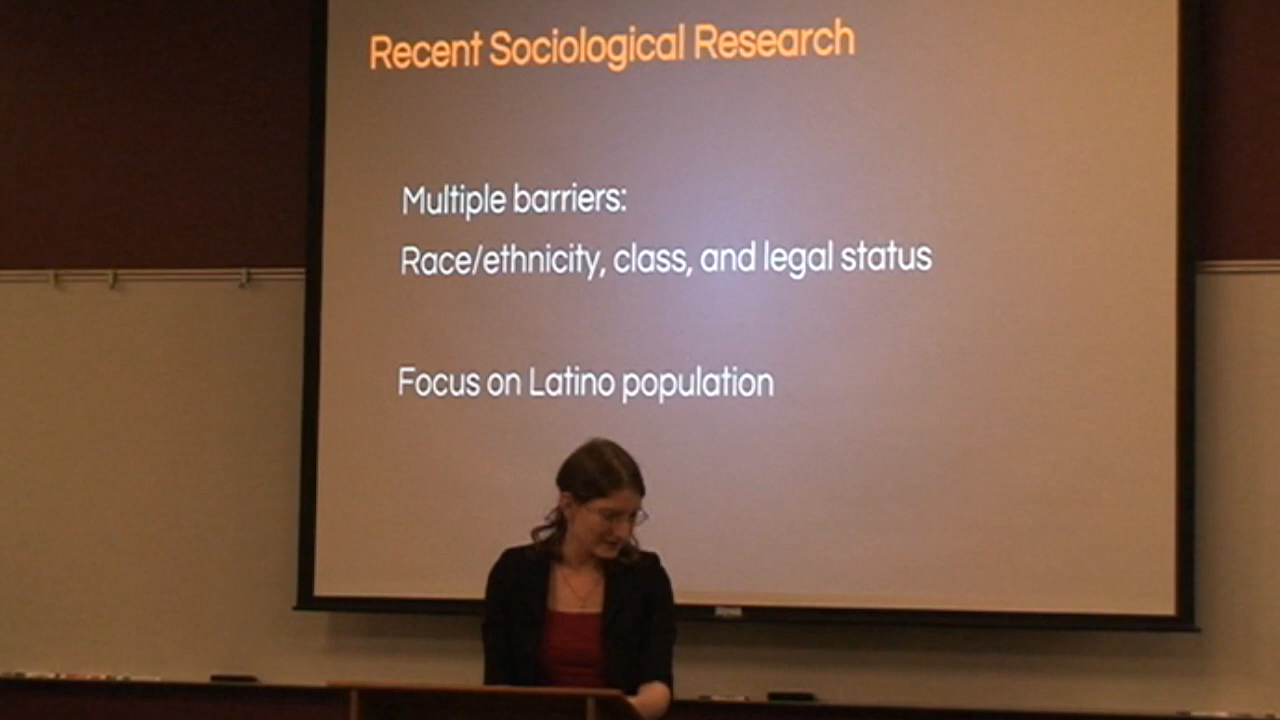 Recent Sociological Research
Multiple barriers:
Race/ethnicity, class, and legal status
Focus on Latino population